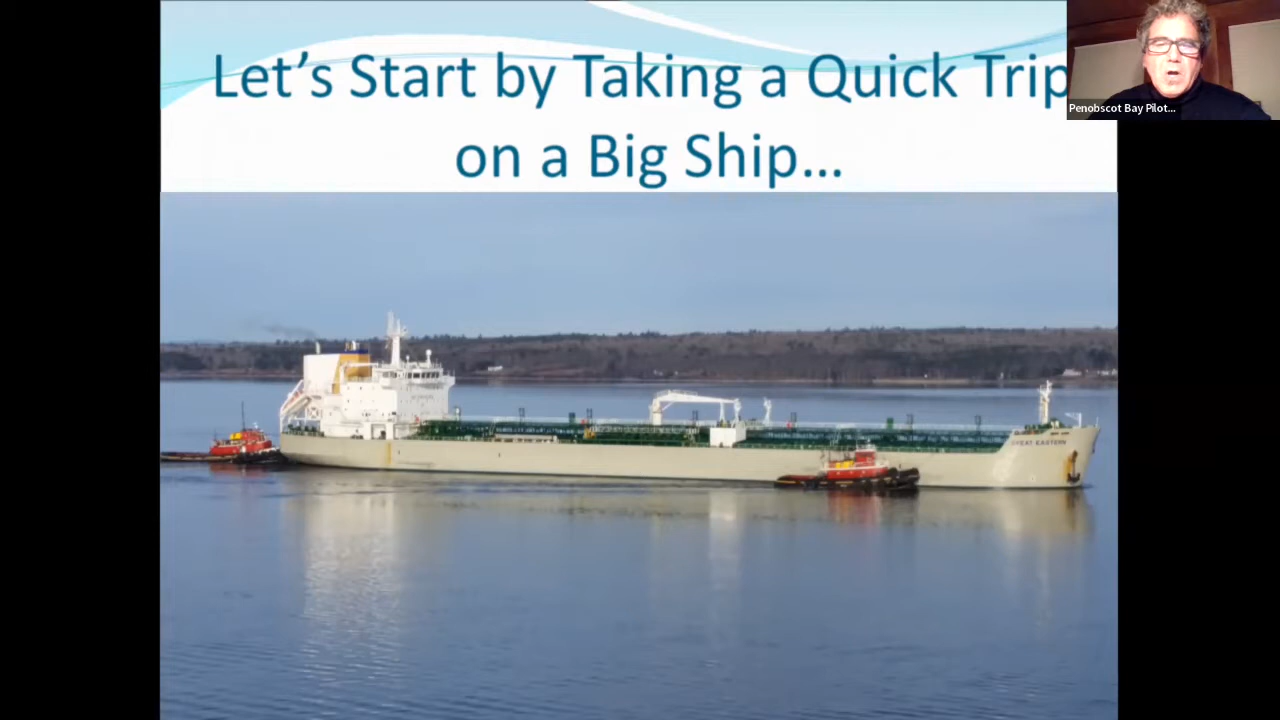 Let's Start by Taking a Quick Trip
on a Big Ship...
Penobscot Bay Pilot...
GREAT EASTERN